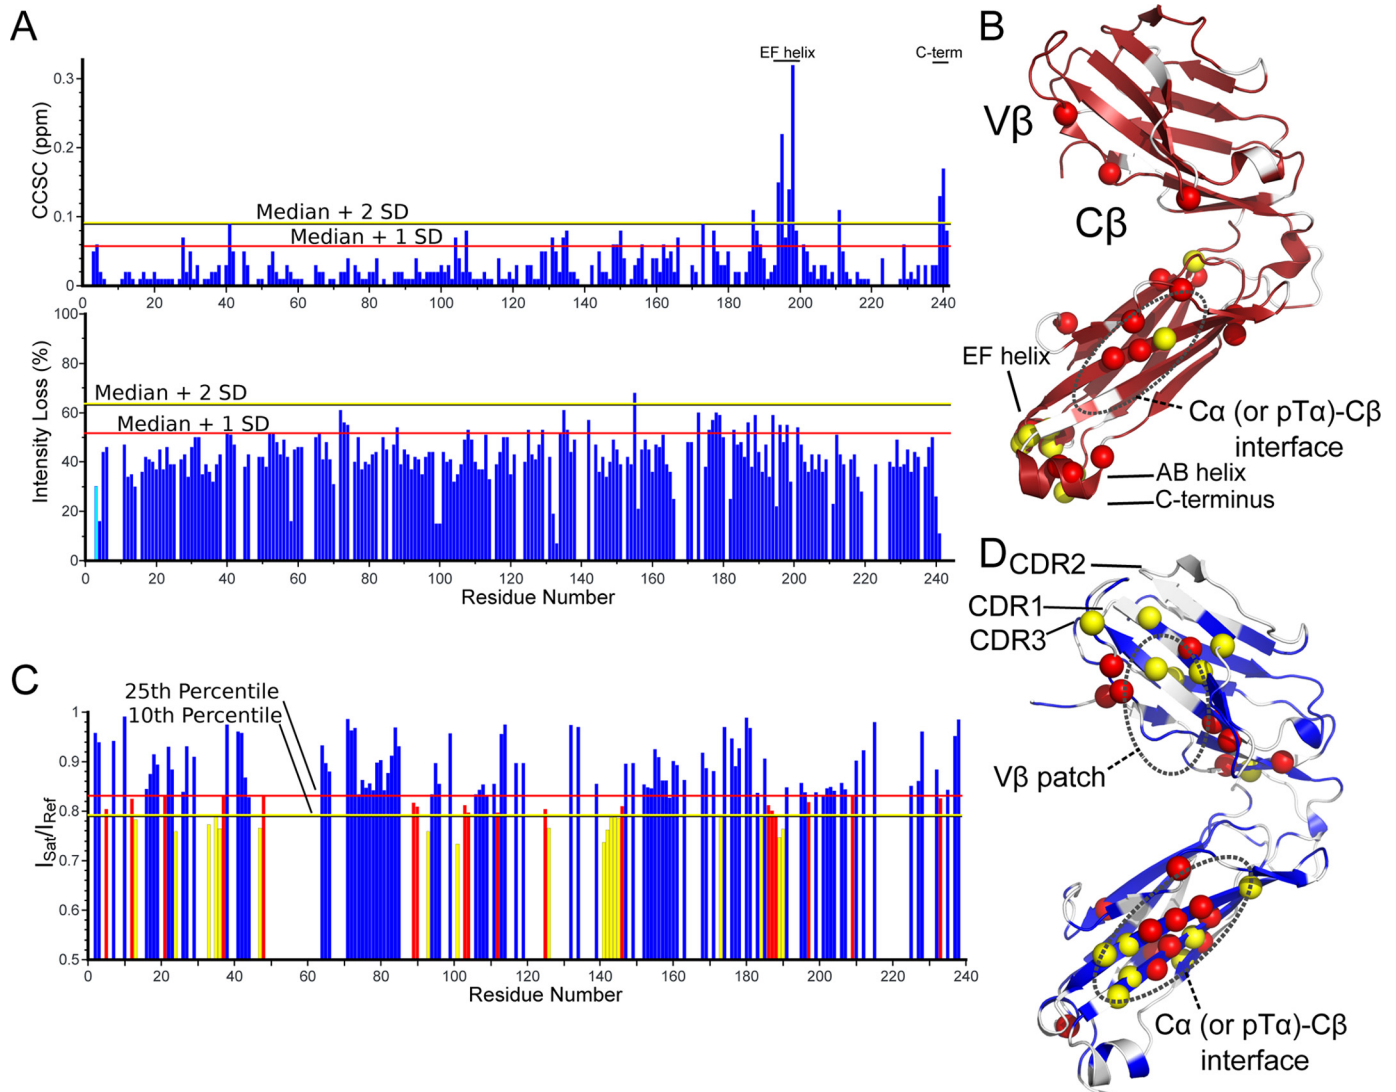 A
EF helix
C-term
CCSC (ppm)
0.3
0.2
0.1
0
Median + 2 SD
Median + 1 SD
0 20 40 60 80 100 120 140 160 180 200 220 240
Intensity Loss (%)
100
80
60
40
20
0
Median + 2 SD
Median + 1 SD
0 20 40 60 80 100 120 140 160 180 200 220 240
Residue Number
B
Vβ
Cβ
EF helix
Cα (or pTα)-Cβ
interface
AB helix
C-terminus
C
25th Percentile
10th Percentile
ISat/IRef
1
0.9
0.8
0.7
0.6
0.5
0 20 40 60 80 100 120 140 160 180 200 220 240
Residue Number
D
CDR2
CDR1
CDR3
Vβ patch
Cα (or pTα)-Cβ
interface